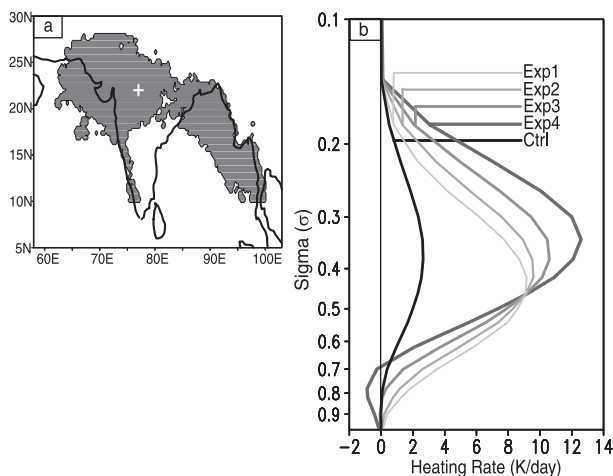 a
30N
25N
20N
15N
10N
5N
60E 70E 80E 90E 100E
b
0.1
0.2
0.3
0.4
0.5
0.6
0.7
0.8
0.9
Sigma (σ)
Exp1
Exp2
Exp3
Exp4
Ctrl
-2 0 2 4 6 8 10 12 14
Heating Rate (K/day)